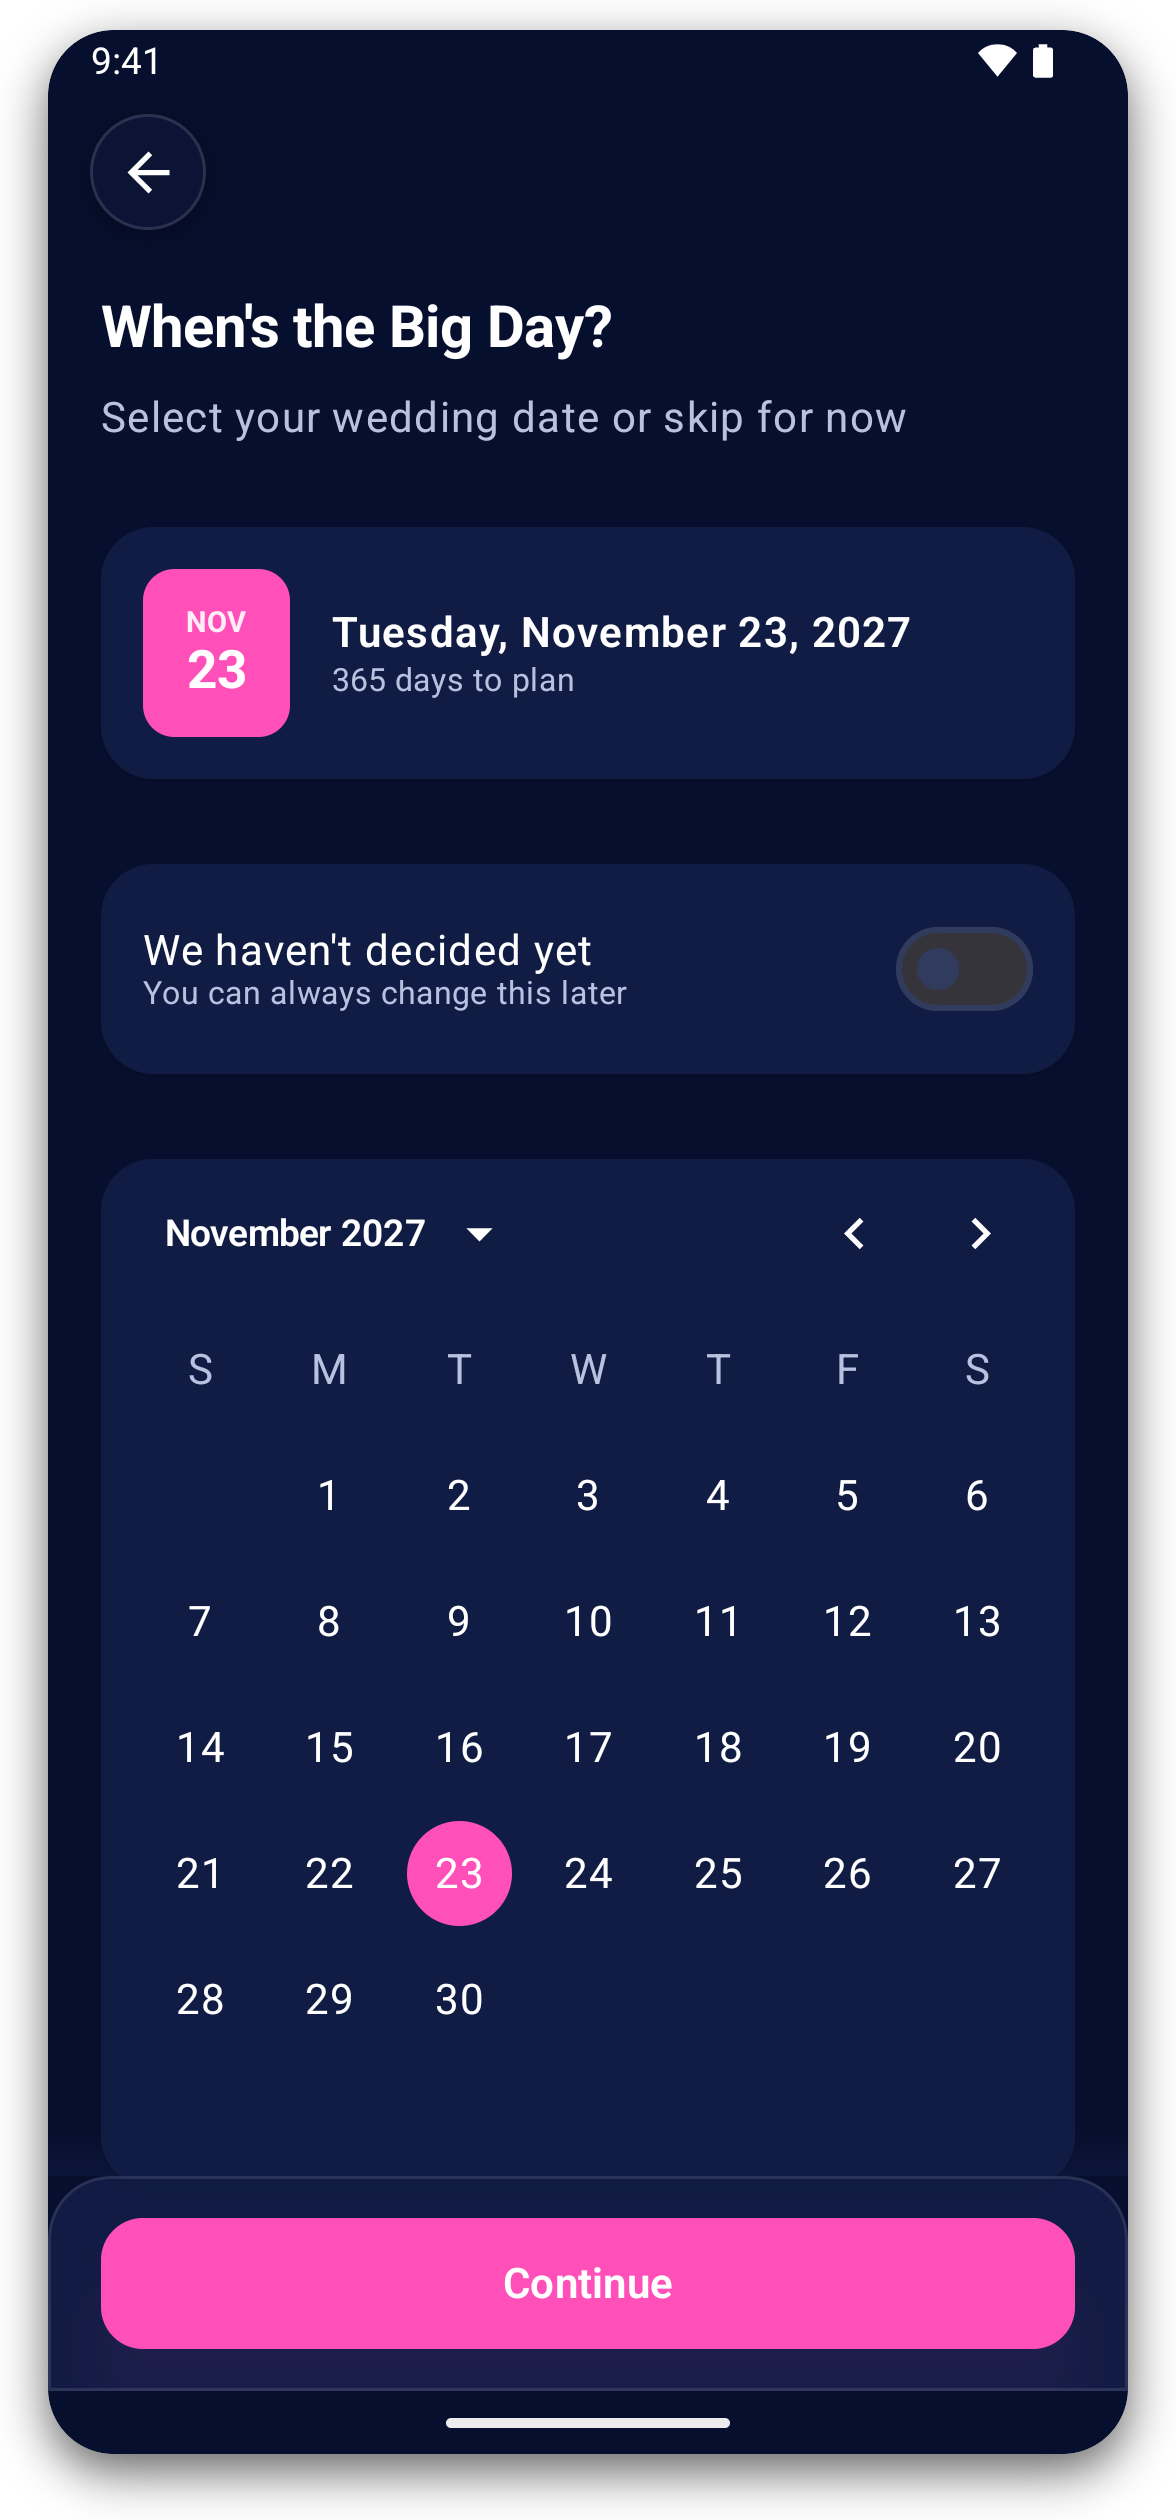 9:41
When's the Big Day?
Select your wedding date or skip for now
NOV
23
Tuesday, November 23, 2027
365 days to plan
We haven't decided yet
You can always change this later
November 2027
S M T W T F S
1 2 3 4 5 6
7 8 9 10 11 12 13
14 15 16 17 18 19 20
21 22 23 24 25 26 27
28 29 30
Continue